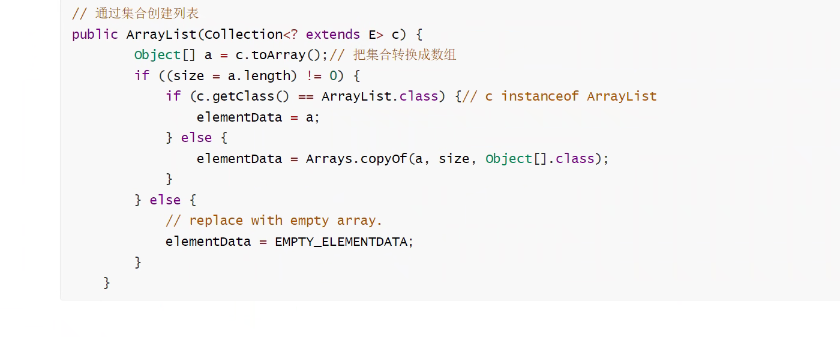 // 通过集合创建列表
public ArrayList(Collection<? extends E> c) {
        Object[] a = c.toArray();// 把集合转换成数组
        if ((size = a.length) != 0) {
            if (c.getClass() == ArrayList.class) {// c instanceof ArrayList
                elementData = a;
            } else {
                elementData = Arrays.copyOf(a, size, Object[].class);
            }
        } else {
            // replace with empty array.
            elementData = EMPTY_ELEMENTDATA;
        }
    }